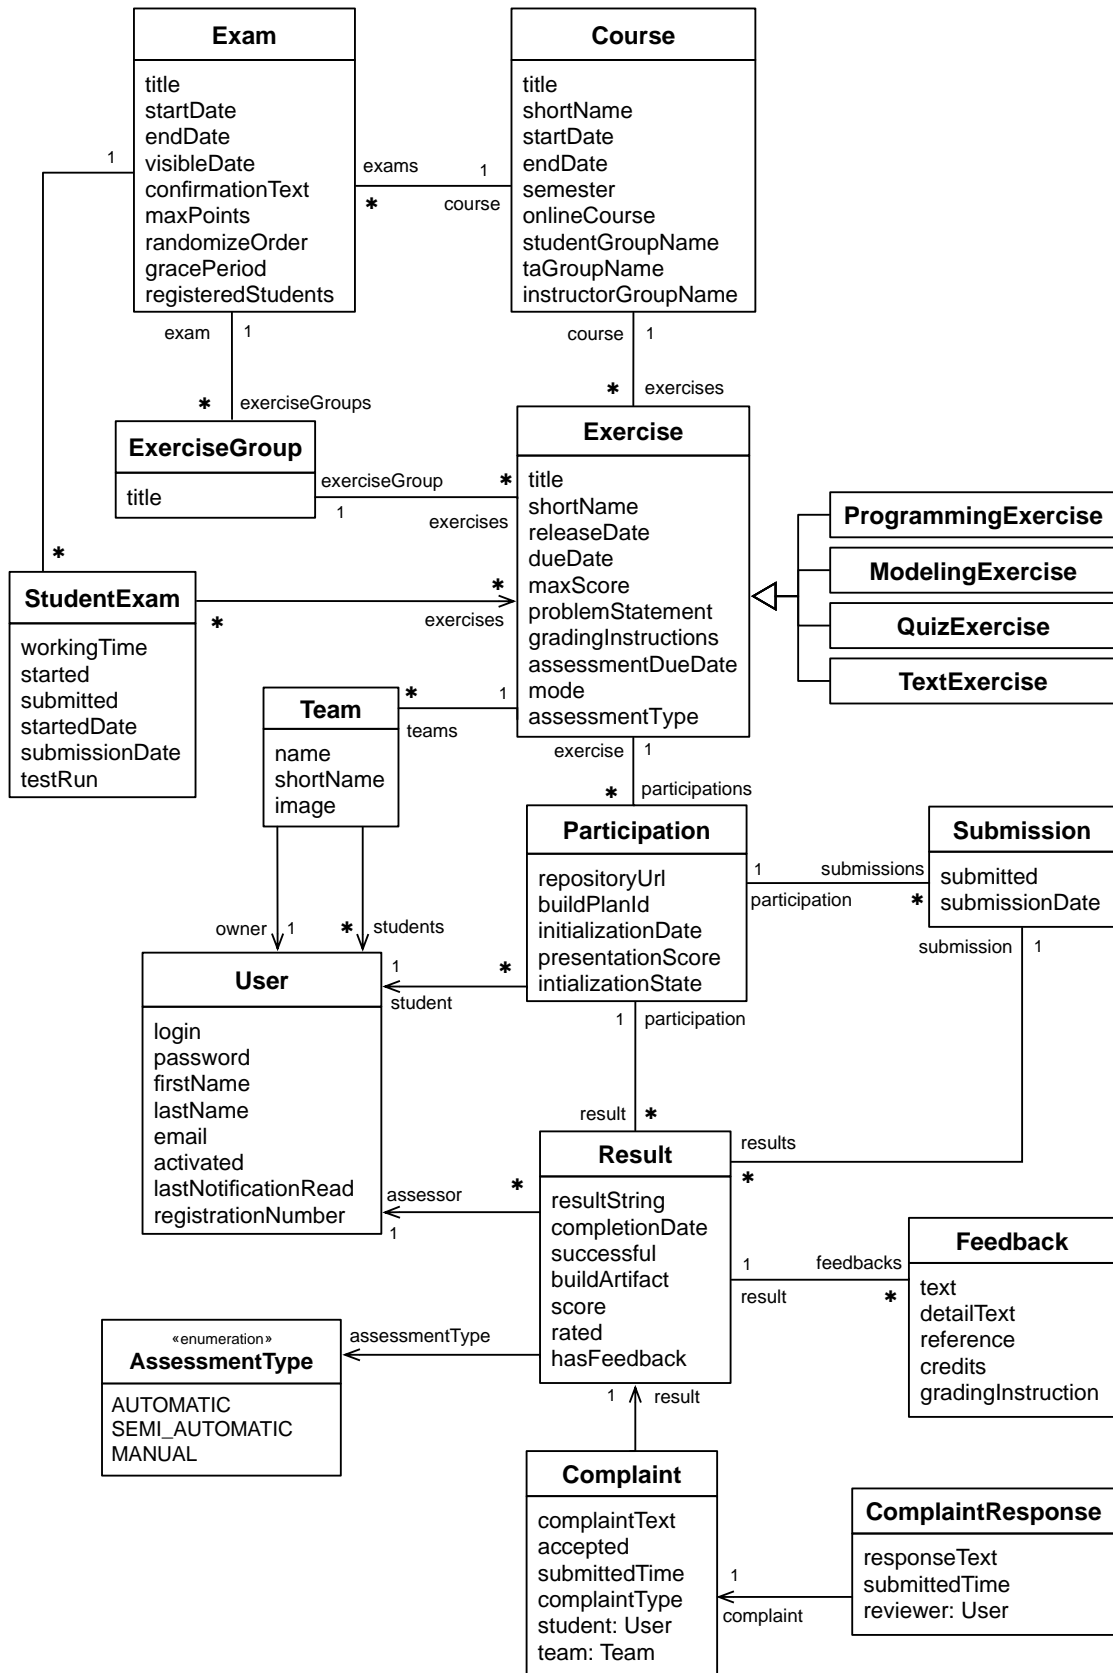 Exam
title
startDate
endDate
visibleDate
confirmationText
maxPoints
randomizeOrder
gracePeriod
registeredStudents
Course
title
shortName
startDate
endDate
semester
onlineCourse
studentGroupName
taGroupName
instructorGroupName
1
exams
*
1
course
exam
1
*
exerciseGroups
course
1
*
exercises
ExerciseGroup
title
exerciseGroup
1
*
exercises
Exercise
title
shortName
releaseDate
dueDate
maxScore
problemStatement
gradingInstructions
assessmentDueDate
mode
assessmentType
ProgrammingExercise
ModelingExercise
QuizExercise
TextExercise
*
StudentExam
workingTime
started
submitted
startedDate
submissionDate
testRun
*
*
exercises
Team
name
shortName
image
*
teams
1
exercise
1
*
participations
Participation
repositoryUrl
buildPlanId
initializationDate
presentationScore
intializationState
1
submissions
participation
*
Submission
submitted
submissionDate
submission
1
owner
1
*
students
User
login
password
firstName
lastName
email
activated
lastNotificationRead
registrationNumber
1
student
*
1
participation
result
*
results
*
Result
resultString
completionDate
successful
buildArtifact
score
rated
hasFeedback
assessor
1
*
1
feedbacks
result
*
Feedback
text
detailText
reference
credits
gradingInstruction
«enumeration»
AssessmentType
AUTOMATIC
SEMI_AUTOMATIC
MANUAL
assessmentType
1
result
Complaint
complaintText
accepted
submittedTime
complaintType
student: User
team: Team
1
complaint
ComplaintResponse
responseText
submittedTime
reviewer: User